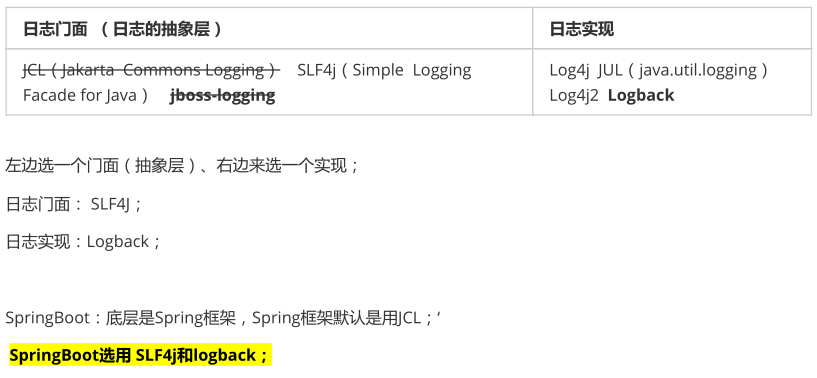 日志门面 （日志的抽象层） 日志实现
JCL（Jakarta Commons Logging） SLF4j（Simple Logging Log4j JUL（java.util.logging）
Facade for Java） jboss-logging Log4j2 Logback
左边选一个门面（抽象层）、右边来选一个实现；
日志门面： SLF4J；
日志实现：Logback；
SpringBoot：底层是Spring框架，Spring框架默认是用JCL；‘
SpringBoot选用 SLF4j和logback；